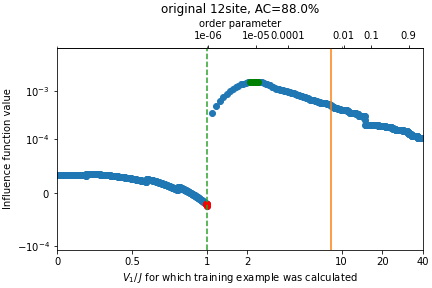 original 12site, AC=88.0%
order parameter
1e-06 1e-05 0.0001 0.01 0.1 0.9
Influence function value
10⁻³
10⁻⁴
0
−10⁻⁴
0 0.5 1 2 10 20 40
V₁/J for which training example was calculated